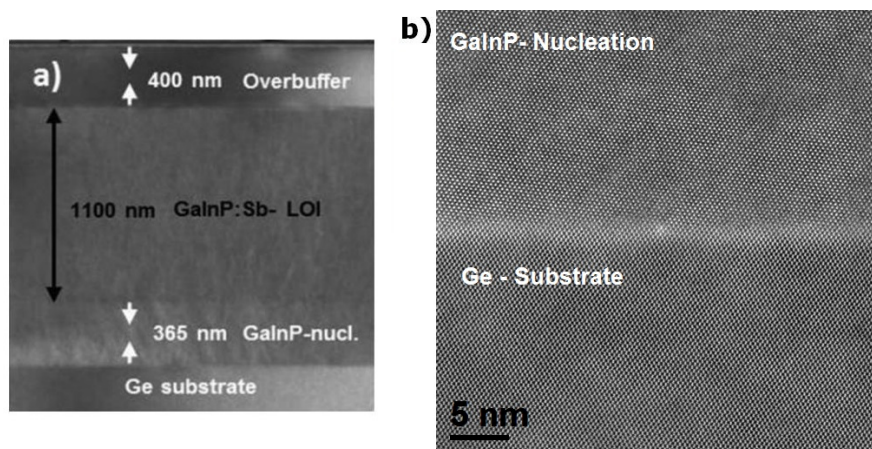 a)
400 nm Overbuffer
1100 nm GaInP:Sb- LOI
365 nm GaInP-nucl.
Ge substrate
b)
GaInP- Nucleation
Ge - Substrate
5 nm